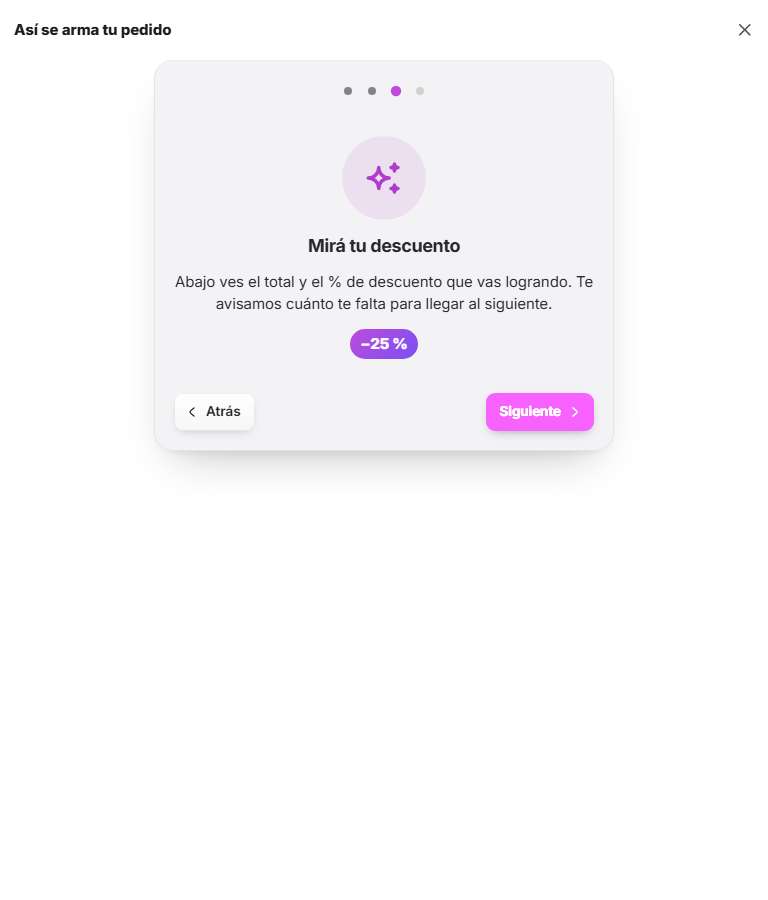 Así se arma tu pedido
Mirá tu descuento
Abajo ves el total y el % de descuento que vas logrando. Te
avisamos cuánto te falta para llegar al siguiente.
−25 %
Atrás
Siguiente